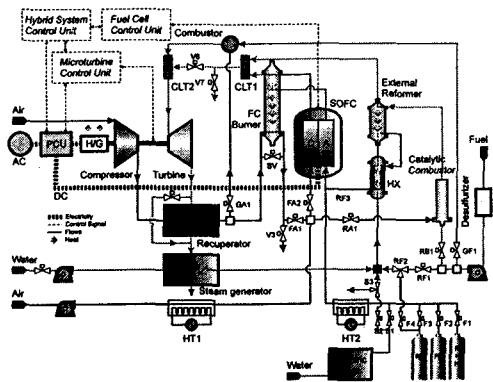 Hybrid System
Control Unit
Fuel Cell
Control Unit
Combustor
Microturbine
Control Unit
V6
V7
CLT2
CLT1
FC
Burner
SOFC
External
Reformer
Air
AC
PCU
H/G
Compressor
Turbine
DC
SV
HX
Catalytic
Combustor
Fuel
Desulfurizer
Electricity
Control Signal
Flows
Heat
GA1
FA2
RF3
V3
FA1
RA1
Recuperator
RB1
GF1
Water
Steam generator
RF2
RF1
S3
Air
HT1
HT2
F4
F3
F2
F1
Water